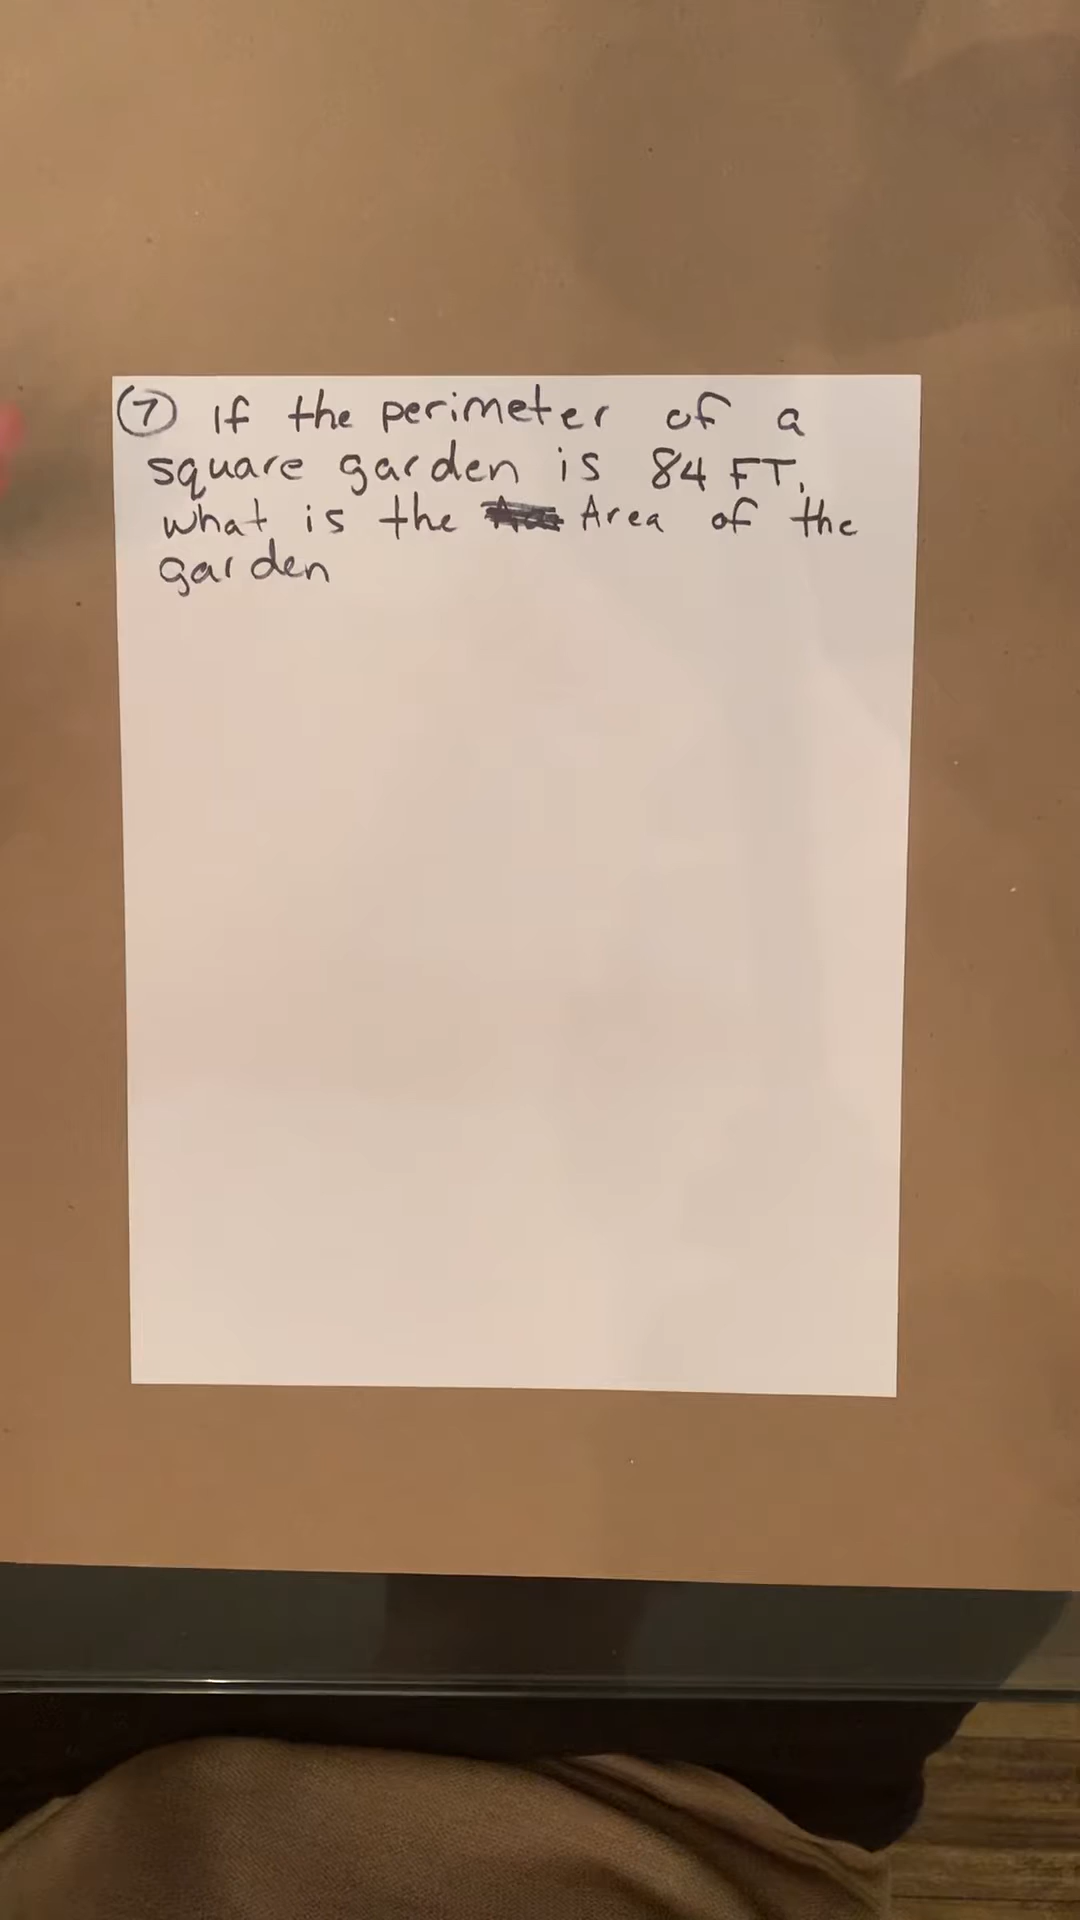 7 If the perimeter of a
square garden is 84 FT,
what is the Area of the
garden